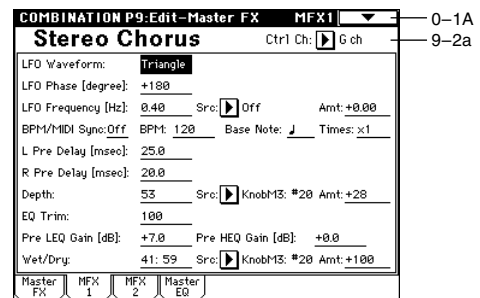 COMBINATION P9:Edit-Master FX MFX1
0–1A
Stereo Chorus Ctrl Ch: G ch
9–2a
LFO Waveform: Triangle
LFO Phase [degree]: +180
LFO Frequency [Hz]: 0.40 Src: Off Amt: +0.00
BPM/MIDI Sync: Off BPM: 120 Base Note: ♩ Times: x1
L Pre Delay [msec]: 25.0
R Pre Delay [msec]: 20.0
Depth: 53 Src: KnobM3: #20 Amt: +28
EQ Trim: 100
Pre LEQ Gain [dB]: +7.0 Pre HEQ Gain [dB]: +0.0
Wet/Dry: 41: 59 Src: KnobM3: #20 Amt: +100
Master FX MFX 1 MFX 2 Master EQ